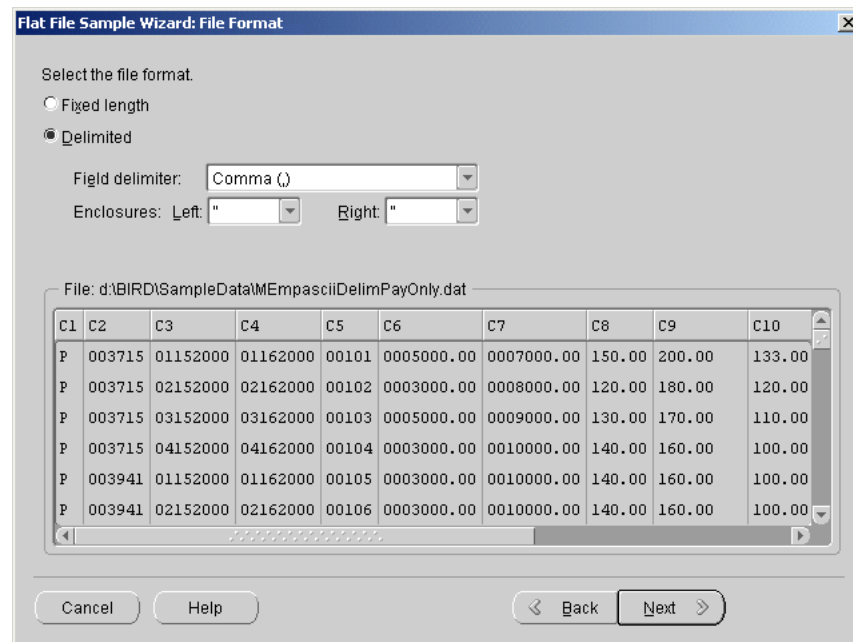 Flat File Sample Wizard: File Format
Select the file format.
Fixed length
Delimited
Field delimiter: Comma (,)
Enclosures: Left: " Right: "
File: d:\BIRD\SampleData\MEmpasciiDelimPayOnly.dat
C1 C2 C3 C4 C5 C6 C7 C8 C9 C10
P 003715 01152000 01162000 00101 0005000.00 0007000.00 150.00 200.00 133.00
P 003715 02152000 02162000 00102 0003000.00 0008000.00 120.00 180.00 120.00
P 003715 03152000 03162000 00103 0005000.00 0009000.00 130.00 170.00 110.00
P 003715 04152000 04162000 00104 0003000.00 0010000.00 140.00 160.00 100.00
P 003941 01152000 01162000 00105 0003000.00 0010000.00 140.00 160.00 100.00
P 003941 02152000 02162000 00106 0003000.00 0010000.00 140.00 160.00 100.00
Cancel Help Back Next